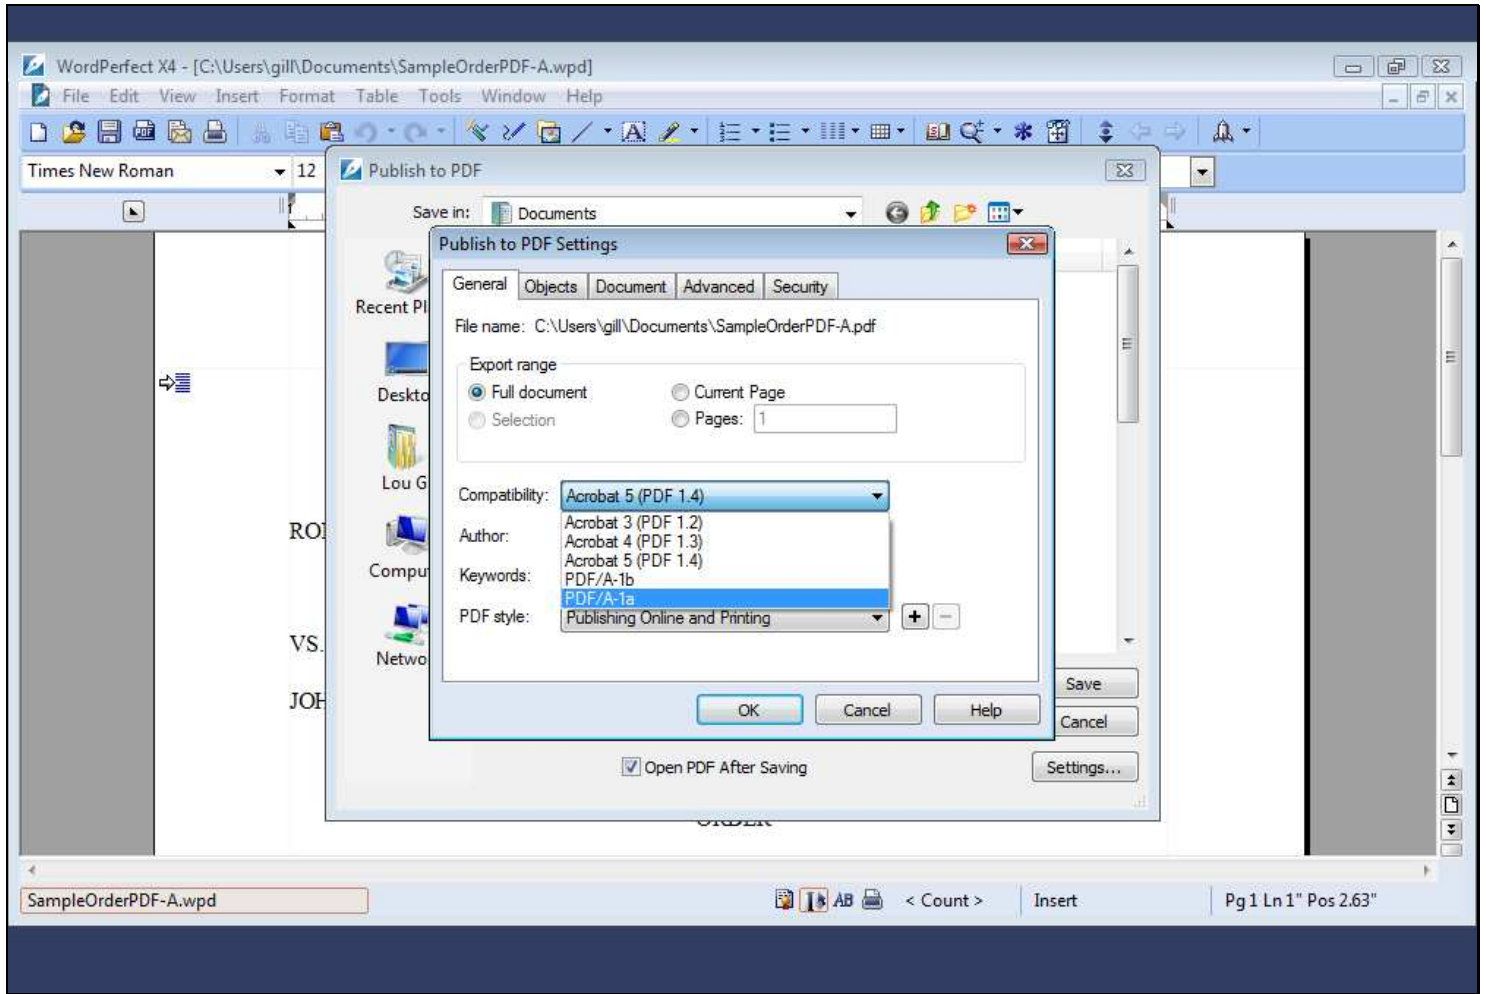 WordPerfect X4 - [C:\Users\gill\Documents\SampleOrderPDF-A.wpd]
File Edit View Insert Format Table Tools Window Help
Times New Roman 12
Publish to PDF
Save in: Documents
Publish to PDF Settings
General Objects Document Advanced Security
Recent Pl
File name: C:\Users\gill\Documents\SampleOrderPDF-A.pdf
Export range
Full document Current Page
Deskto
Selection Pages: 1
Lou G
Compatibility: Acrobat 5 (PDF 1.4)
Acrobat 3 (PDF 1.2)
Author: Acrobat 4 (PDF 1.3)
Acrobat 5 (PDF 1.4)
Compu
Keywords: PDF/A-1b
PDF/A-1a
PDF style: Publishing Online and Printing
VS.
Netwo
Save
JOH
OK Cancel Help
Cancel
Open PDF After Saving
Settings...
ORDER
SampleOrderPDF-A.wpd AB < Count > Insert Pg 1 Ln 1" Pos 2.63"